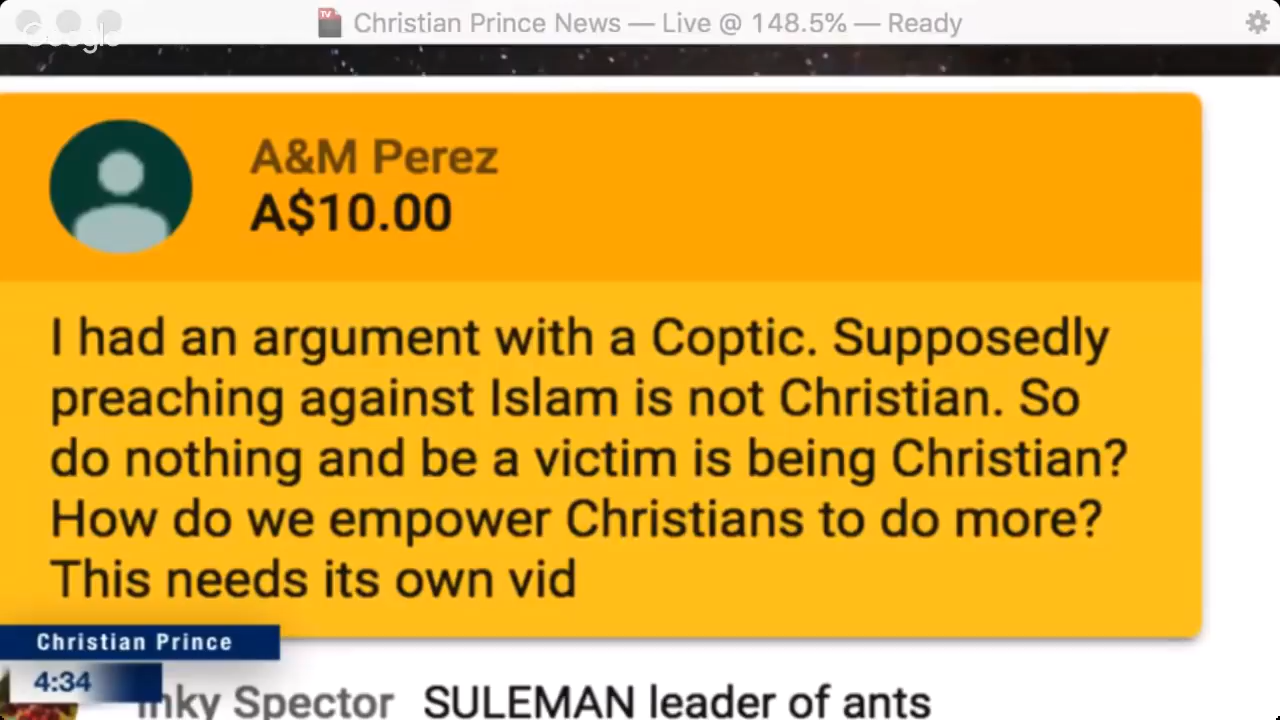 Christian Prince News — Live @ 148.5% — Ready
Google
A&M Perez
A$10.00
I had an argument with a Coptic. Supposedly
preaching against Islam is not Christian. So
do nothing and be a victim is being Christian?
How do we empower Christians to do more?
This needs its own vid
Christian Prince
4:34
Spector SULEMAN leader of ants